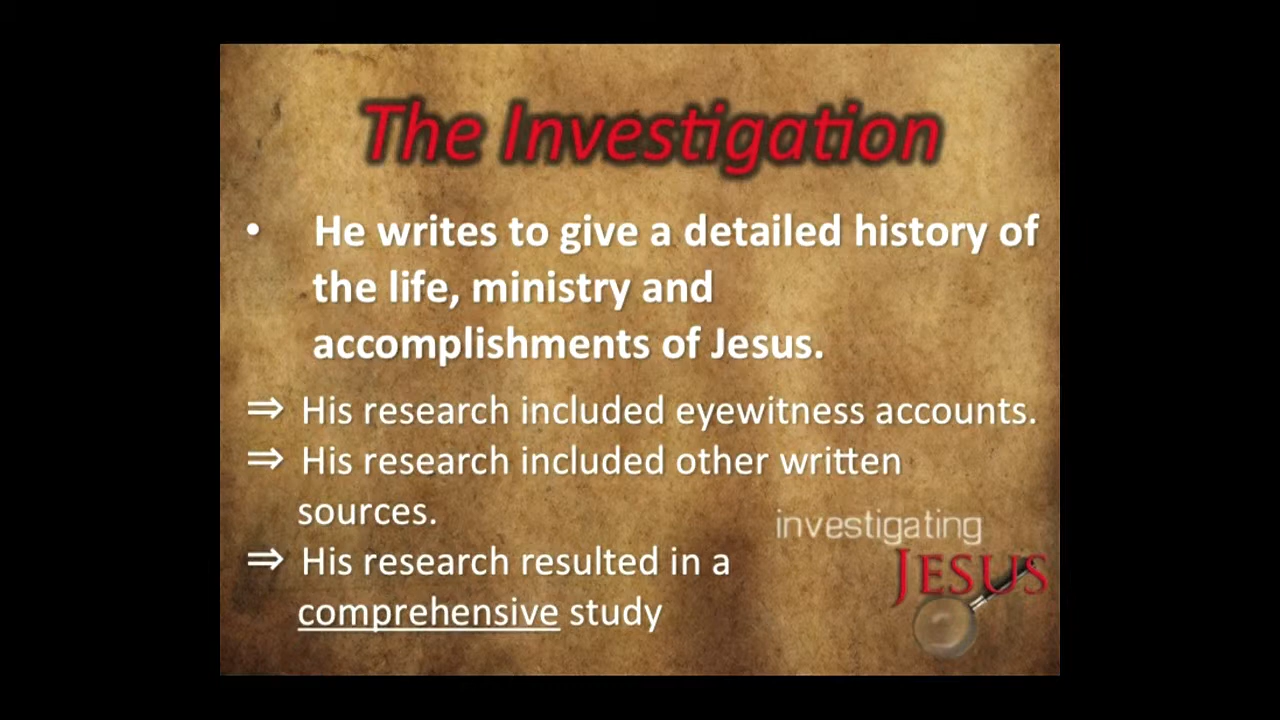 The Investigation
• He writes to give a detailed history of
the life, ministry and
accomplishments of Jesus.
⇒ His research included eyewitness accounts.
⇒ His research included other written
sources.
⇒ His research resulted in a
comprehensive study
investigating
JESUS